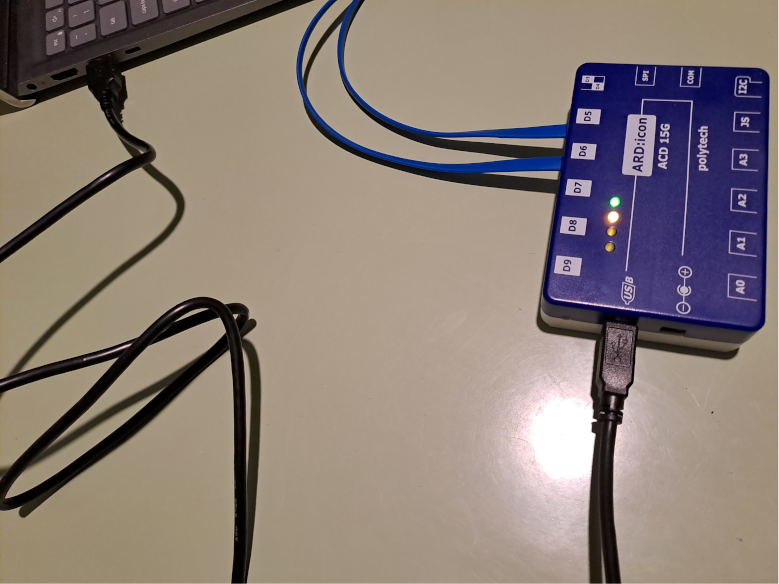 SPI
COM
I2C
D5
D6
D7
D8
D9
ARD:icon
ACD 15G
polytech
JS
A3
A2
A1
A0
USB